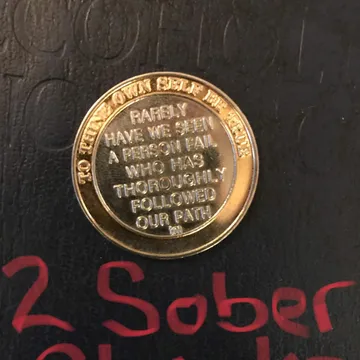 TO THINE OWN SELF BE TRUE
RARELY
HAVE WE SEEN
A PERSON FAIL
WHO HAS
THOROUGHLY
FOLLOWED
OUR PATH
2 Sober